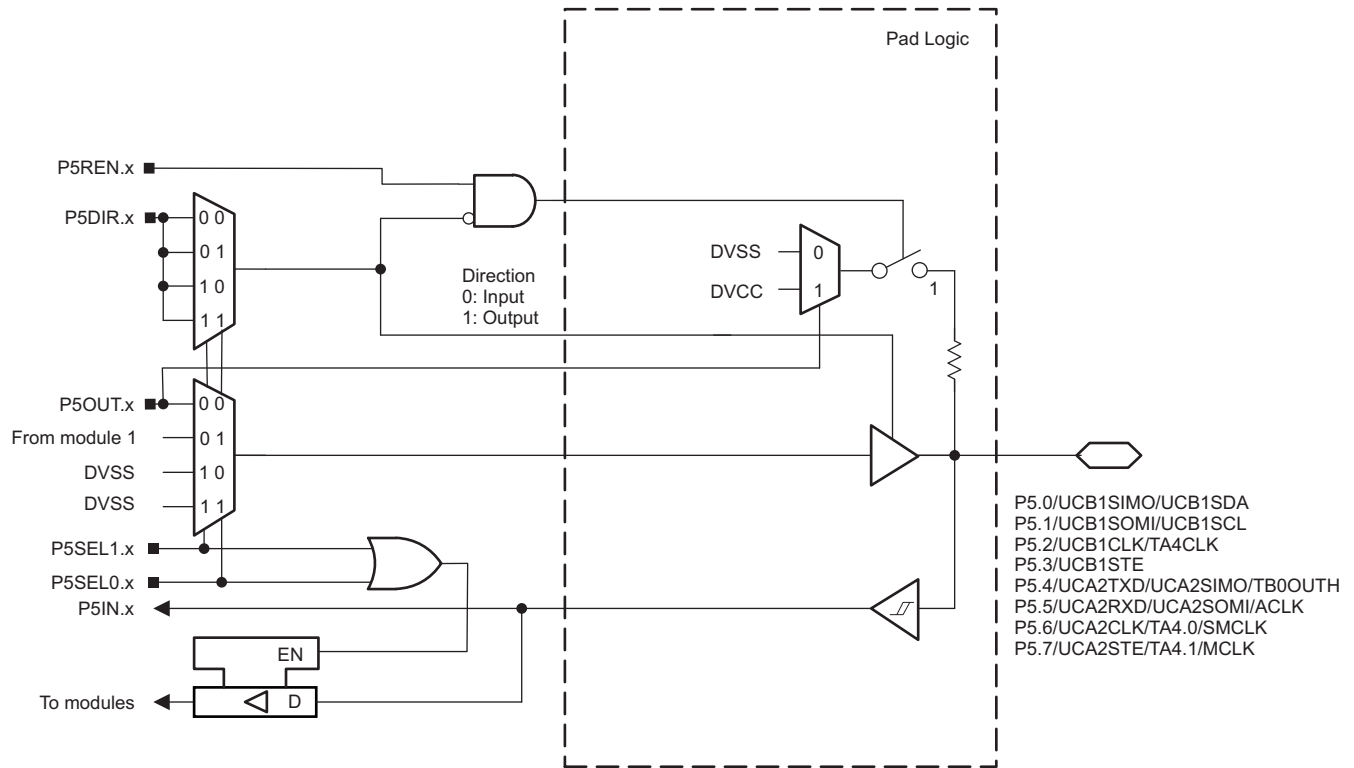 Pad Logic
P5REN.x
P5DIR.x
0 0
0 1
1 0
1 1
Direction
0: Input
1: Output
DVSS
0
DVCC
1
1
P5OUT.x
0 0
From module 1
0 1
DVSS
1 0
DVSS
1 1
P5SEL1.x
P5SEL0.x
P5IN.x
EN
To modules
D
P5.0/UCB1SIMO/UCB1SDA
P5.1/UCB1SOMI/UCB1SCL
P5.2/UCB1CLK/TA4CLK
P5.3/UCB1STE
P5.4/UCA2TXD/UCA2SIMO/TB0OUTH
P5.5/UCA2RXD/UCA2SOMI/ACLK
P5.6/UCA2CLK/TA4.0/SMCLK
P5.7/UCA2STE/TA4.1/MCLK